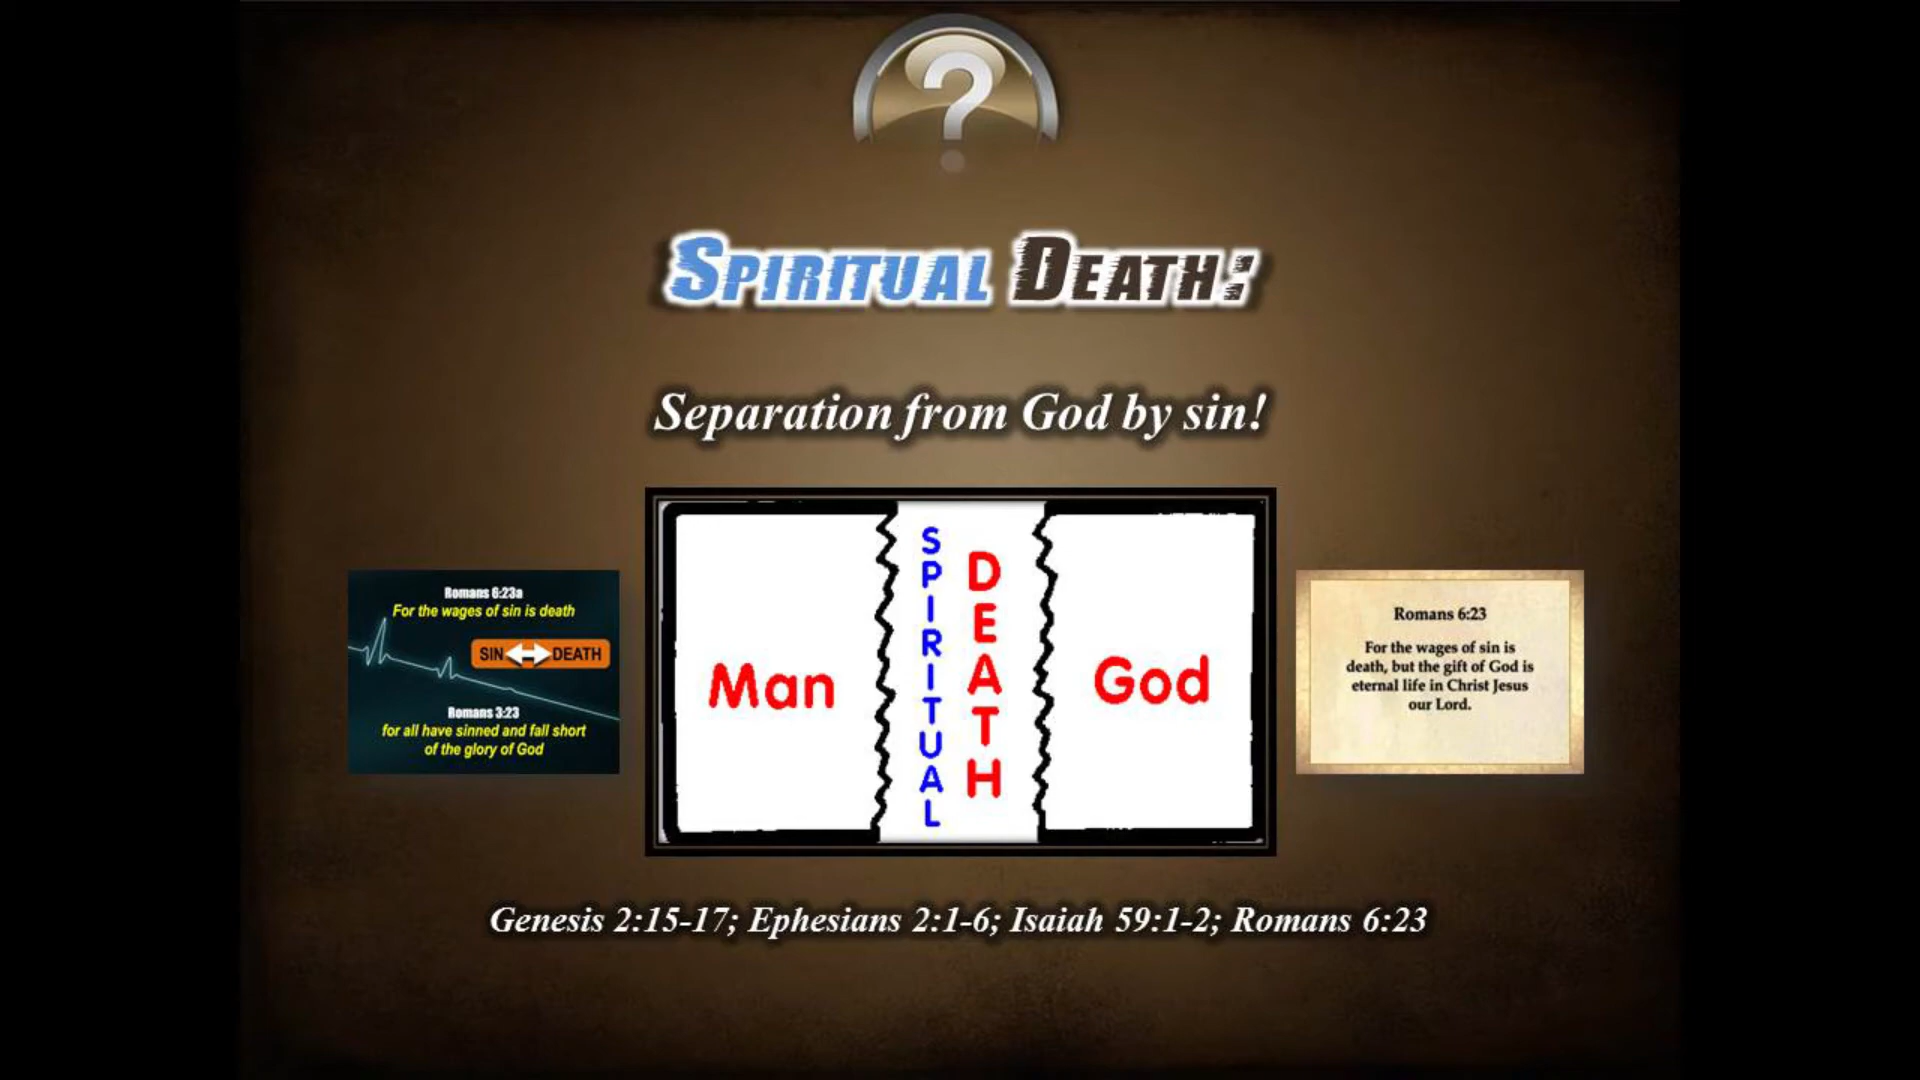 ?
SPIRITUAL DEATH:
Separation from God by sin!
Romans 6:23a
For the wages of sin is death
SIN DEATH
Romans 3:23
for all have sinned and fall short
of the glory of God
Man
SPIRITUAL
DEATH
God
Romans 6:23
For the wages of sin is
death, but the gift of God is
eternal life in Christ Jesus
our Lord.
Genesis 2:15-17; Ephesians 2:1-6; Isaiah 59:1-2; Romans 6:23